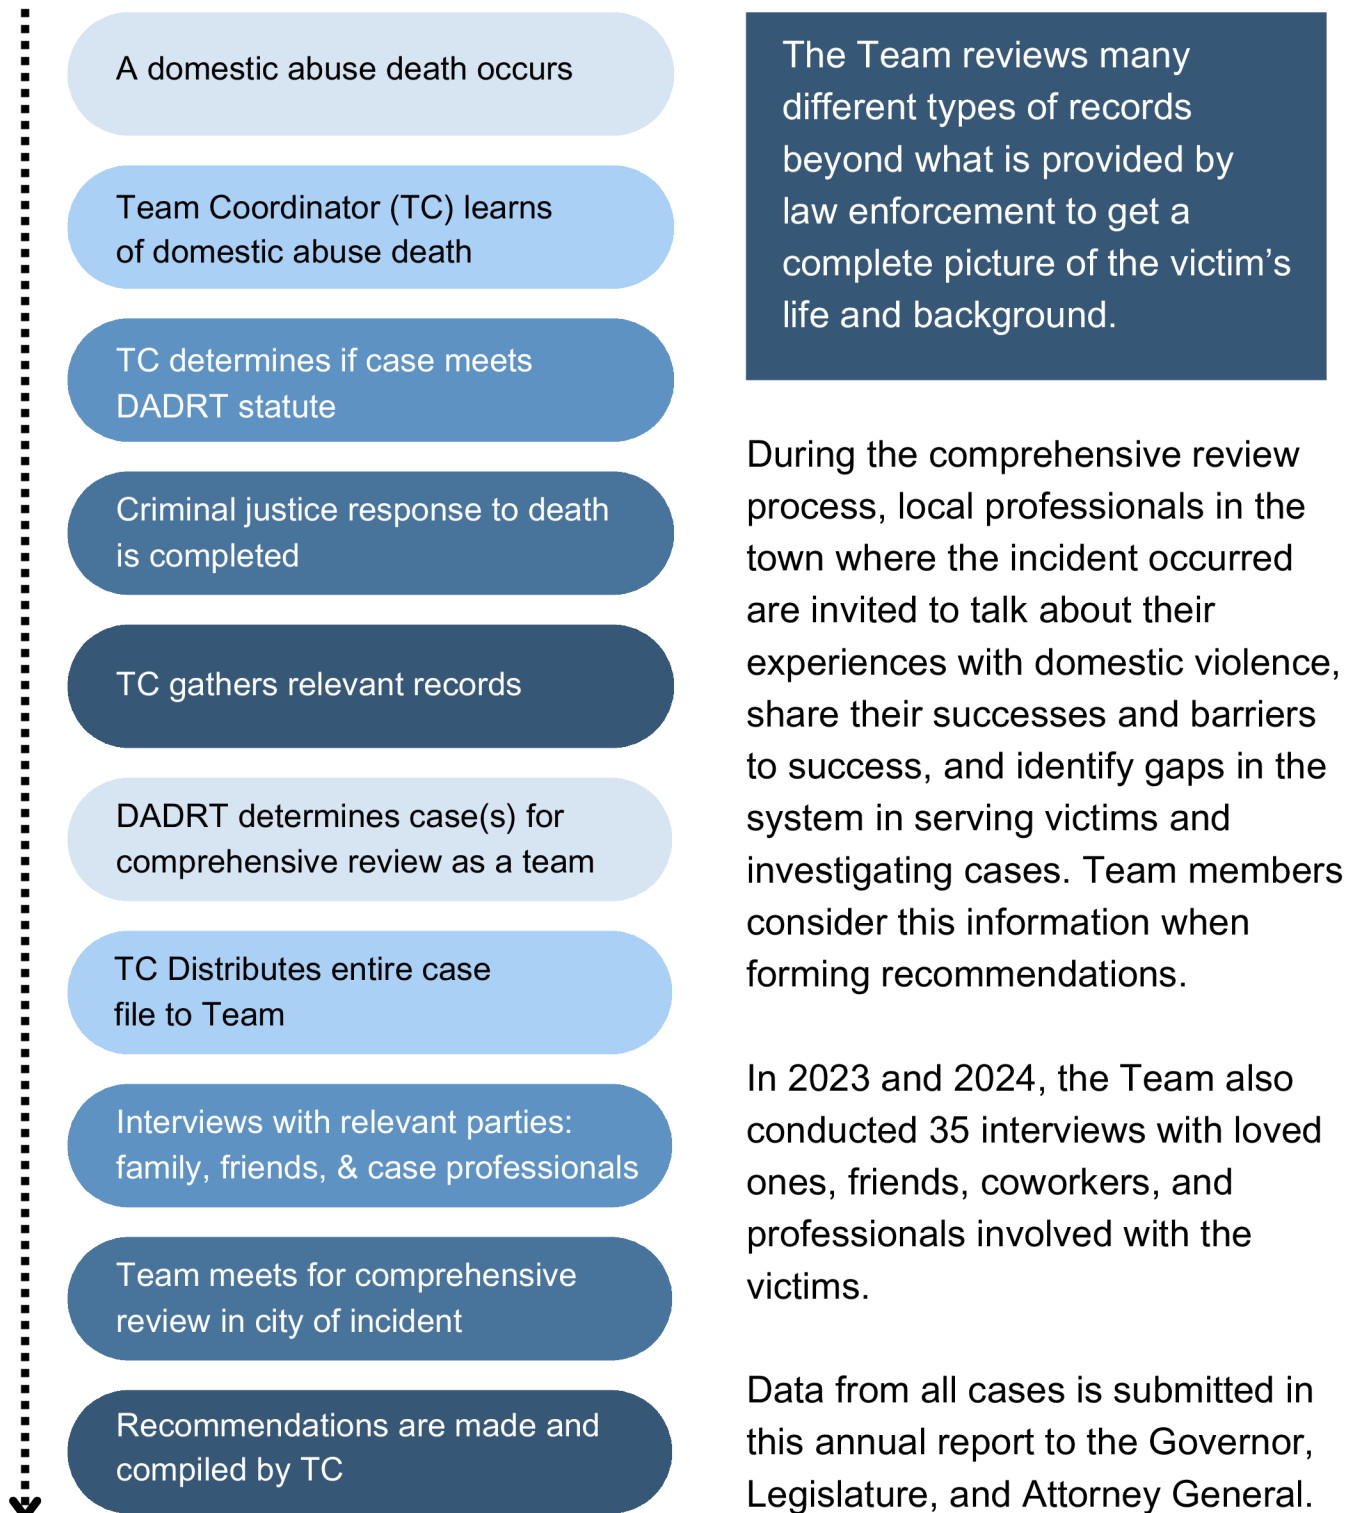 A domestic abuse death occurs
Team Coordinator (TC) learns
of domestic abuse death
TC determines if case meets
DADRT statute
Criminal justice response to death
is completed
TC gathers relevant records
DADRT determines case(s) for
comprehensive review as a team
TC Distributes entire case
file to Team
Interviews with relevant parties:
family, friends, & case professionals
Team meets for comprehensive
review in city of incident
Recommendations are made and
compiled by TC
The Team reviews many
different types of records
beyond what is provided by
law enforcement to get a
complete picture of the victim’s
life and background.
During the comprehensive review
process, local professionals in the
town where the incident occurred
are invited to talk about their
experiences with domestic violence,
share their successes and barriers
to success, and identify gaps in the
system in serving victims and
investigating cases. Team members
consider this information when
forming recommendations.
In 2023 and 2024, the Team also
conducted 35 interviews with loved
ones, friends, coworkers, and
professionals involved with the
victims.
Data from all cases is submitted in
this annual report to the Governor,
Legislature, and Attorney General.